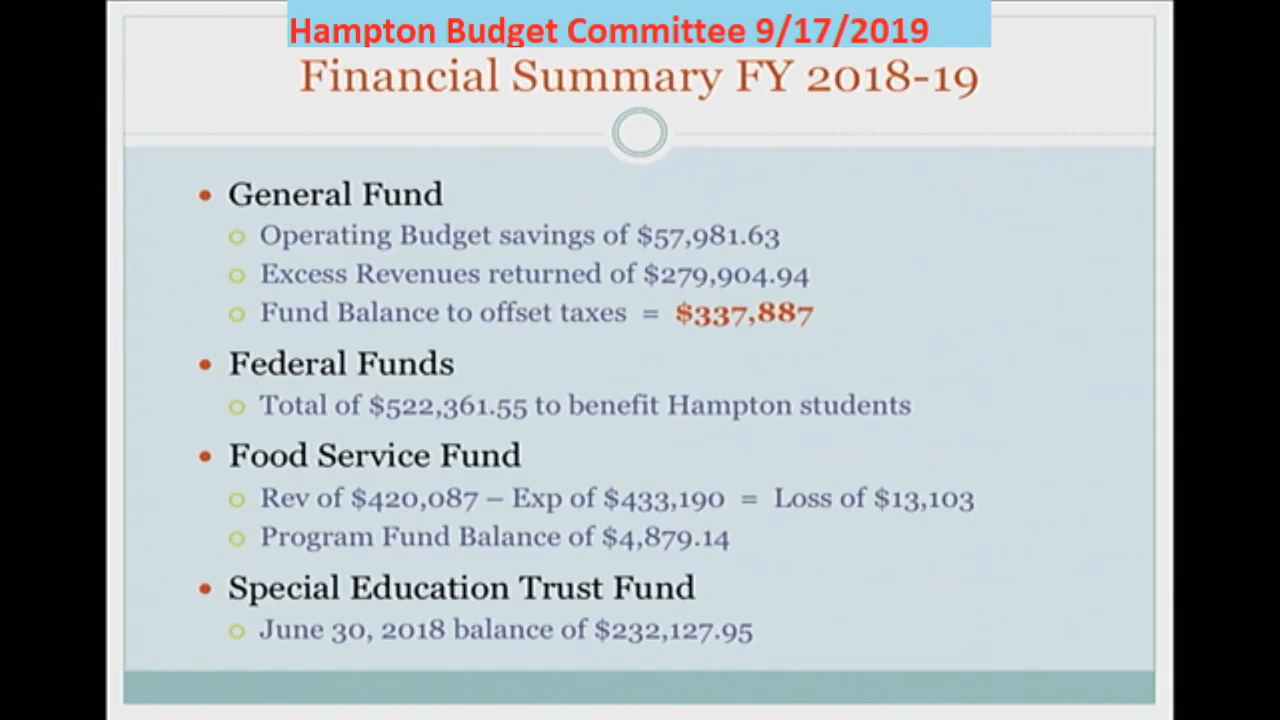 Hampton Budget Committee 9/17/2019
Financial Summary FY 2018-19
• General Fund
o Operating Budget savings of $57,981.63
o Excess Revenues returned of $279,904.94
o Fund Balance to offset taxes = $337,887
• Federal Funds
o Total of $522,361.55 to benefit Hampton students
• Food Service Fund
o Rev of $420,087 – Exp of $433,190 = Loss of $13,103
o Program Fund Balance of $4,879.14
• Special Education Trust Fund
o June 30, 2018 balance of $232,127.95